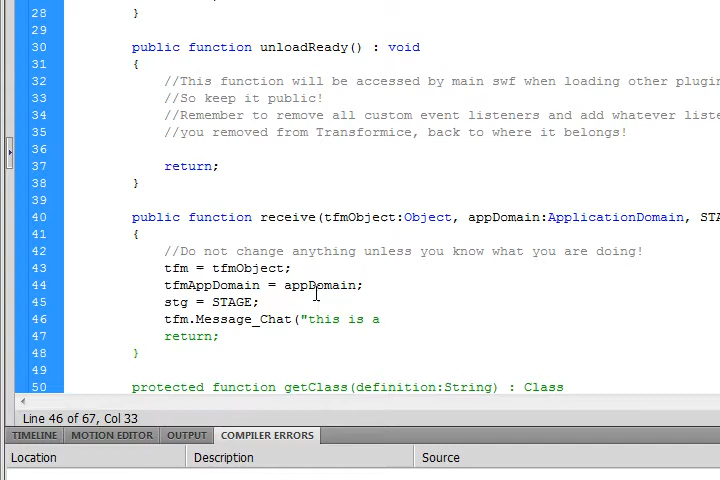 28 }
29
30 public function unloadReady() : void
31 {
32 //This function will be accessed by main swf when loading other plugin
33 //So keep it public!
34 //Remember to remove all custom event listeners and add whatever liste
35 //you removed from Transformice, back to where it belongs!
36
37 return;
38 }
39
40 public function receive(tfmObject:Object, appDomain:ApplicationDomain, STA
41 {
42 //Do not change anything unless you know what you are doing!
43 tfm = tfmObject;
44 tfmAppDomain = appDomain;
45 stg = STAGE;
46 tfm.Message_Chat("this is a
47 return;
48 }
49
50 protected function getClass(definition:String) : Class
Line 46 of 67, Col 33
TIMELINE MOTION EDITOR OUTPUT COMPILER ERRORS
Location Description Source